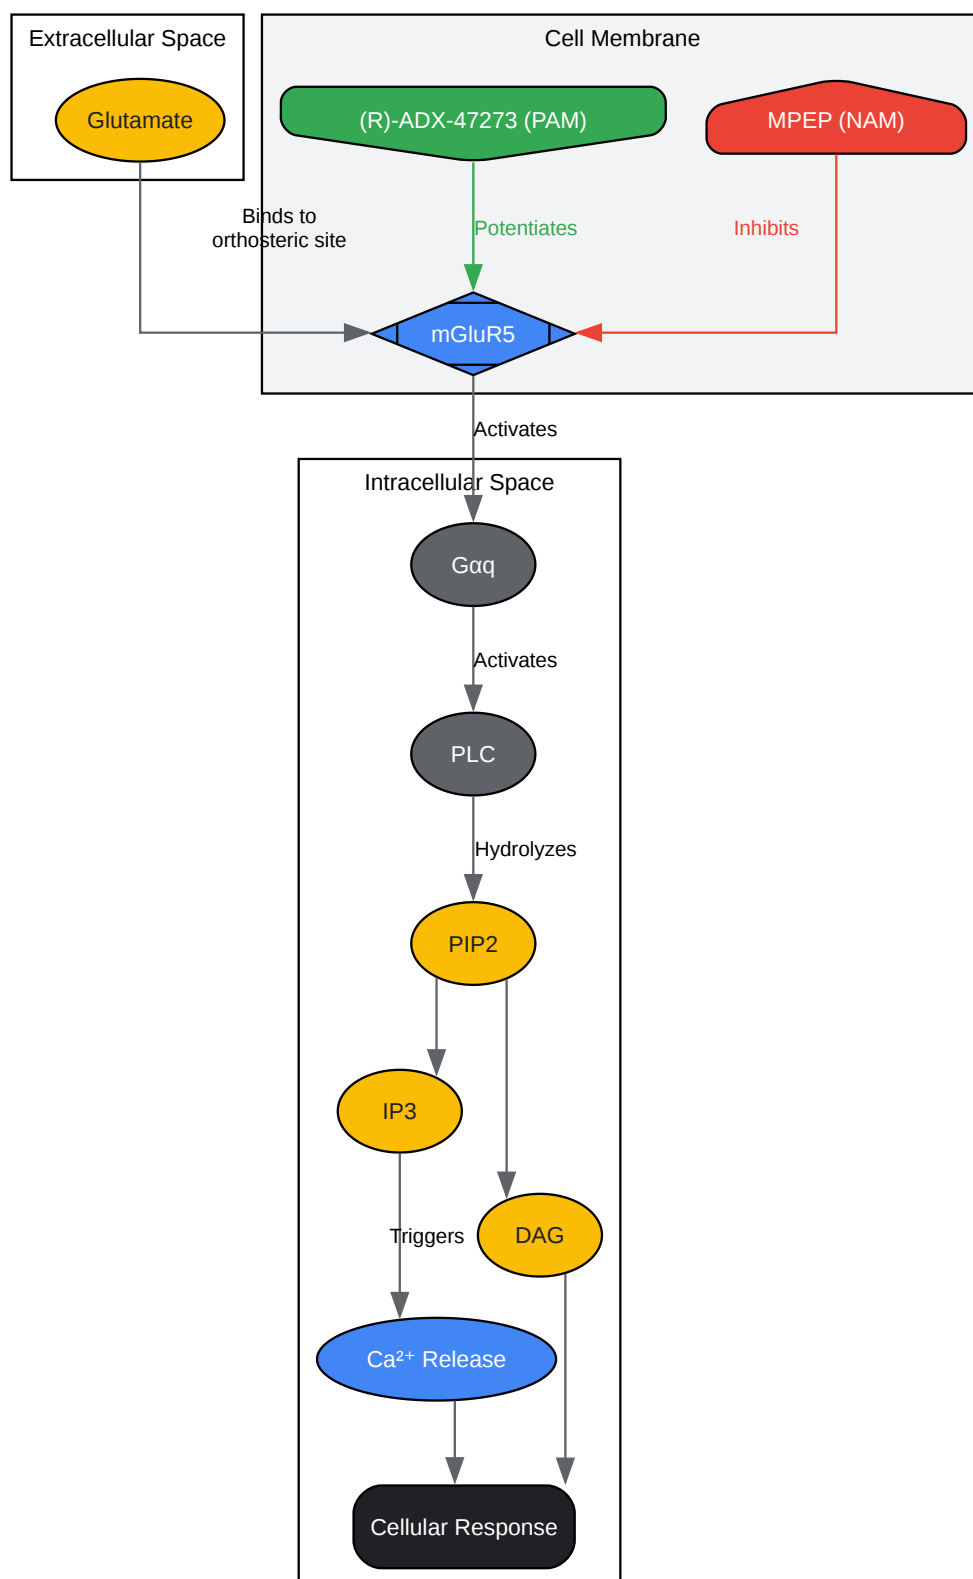 Extracellular Space
Cell Membrane
Glutamate
(R)-ADX-47273 (PAM)
MPEP (NAM)
Binds to
orthosteric site
Potentiates
Inhibits
mGluR5
Activates
Intracellular Space
Gαq
Activates
PLC
Hydrolyzes
PIP2
IP3
Triggers
DAG
Ca²⁺ Release
Cellular Response